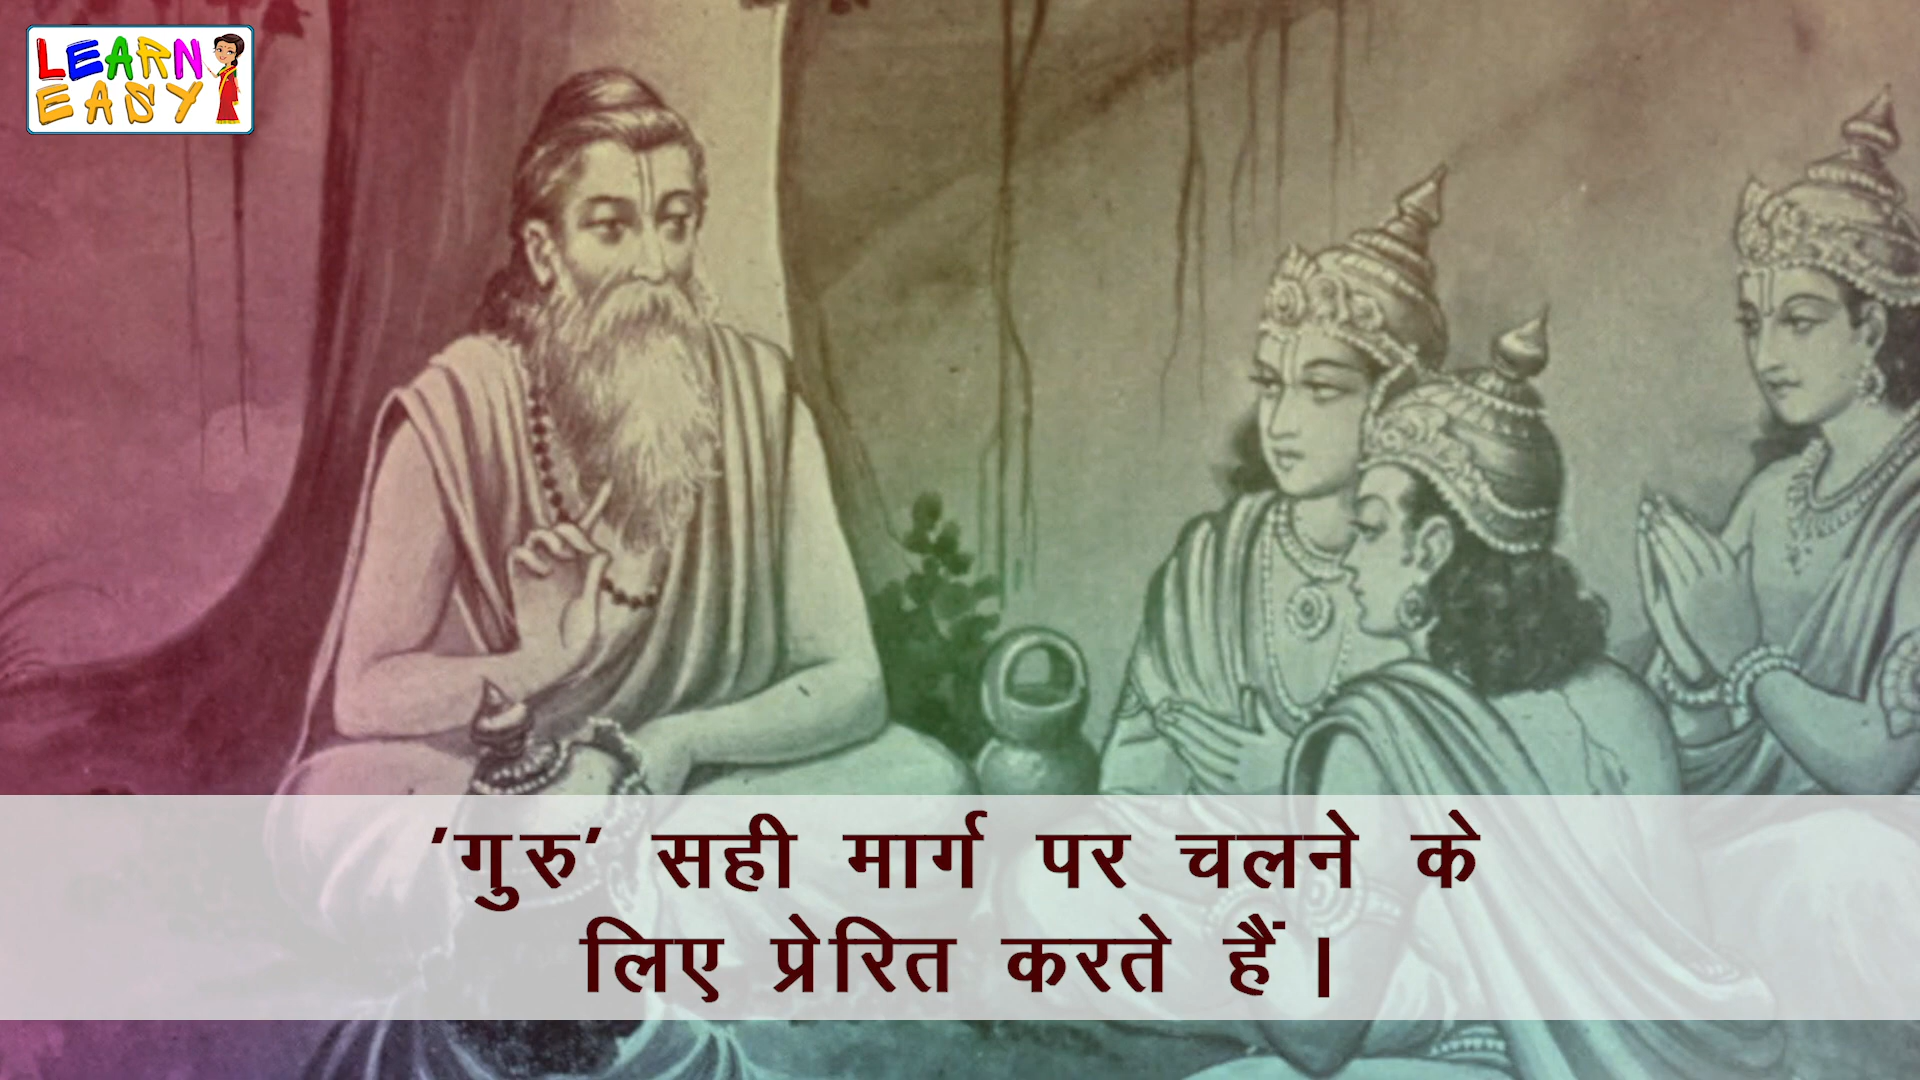 LEARN
EASY
'गुरु' सही मार्ग पर चलने के
लिए प्रेरित करते हैं।